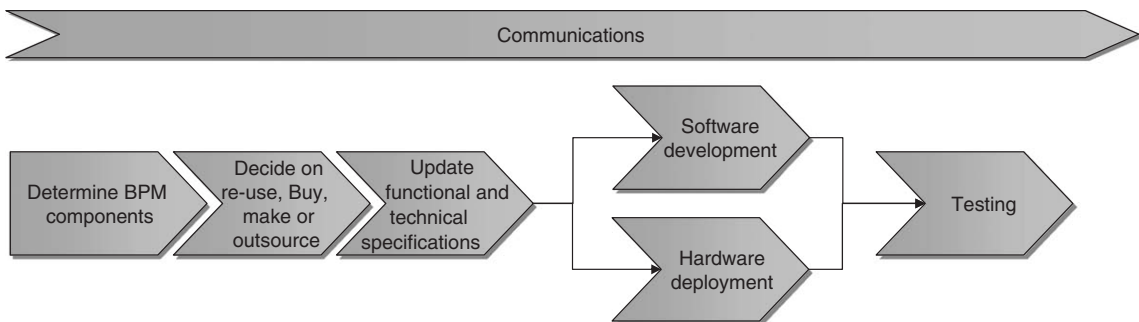 Communications
Determine BPM
components
Decide on
re-use, Buy,
make or
outsource
Update
functional and
technical
specifications
Software
development
Hardware
deployment
Testing